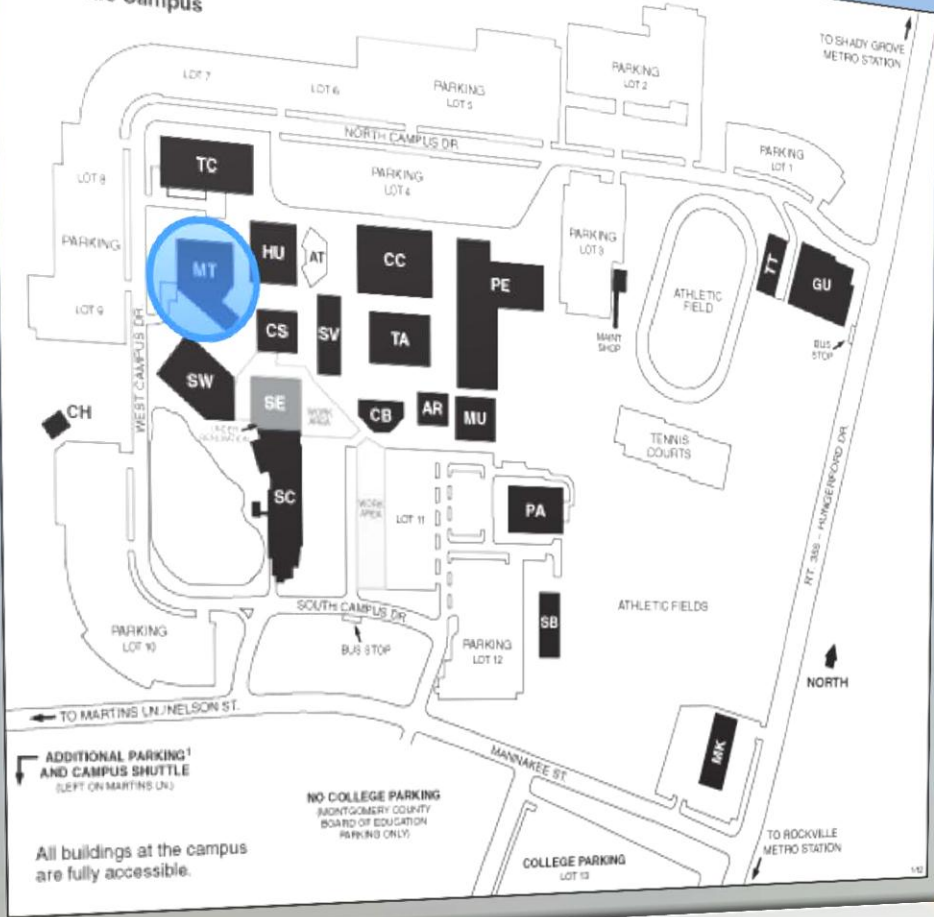 Campus
TO SHADY GROVE
METRO STATION
LOT 7
LOT 6
PARKING
LOT 5
PARKING
LOT 2
NORTH CAMPUS DR
PARKING
LOT 1
LOT 8
TC
PARKING
LOT 4
PARKING
PARKING
LOT 3
MT
HU
AT
CC
PE
TT
GU
ATHLETIC
FIELD
LOT 9
CS
SV
TA
MAINT
SHOP
BUS
STOP
WEST CAMPUS DR
SW
SE
WORK
AREA
CH
UNDER
RENOVATION
CB
AR
MU
TENNIS
COURTS
SC
WORK
AREA
LOT 11
PA
RT. 355 - HUNGERFORD DR
SOUTH CAMPUS DR
SB
ATHLETIC FIELDS
PARKING
LOT 10
BUS STOP
PARKING
LOT 12
NORTH
TO MARTINS LN./NELSON ST.
MK
ADDITIONAL PARKING¹
AND CAMPUS SHUTTLE
(LEFT ON MARTINS LN.)
MANNAKEE ST.
NO COLLEGE PARKING
(MONTGOMERY COUNTY
BOARD OF EDUCATION
PARKING ONLY)
All buildings at the campus
are fully accessible.
COLLEGE PARKING
LOT 13
TO ROCKVILLE
METRO STATION
1/12